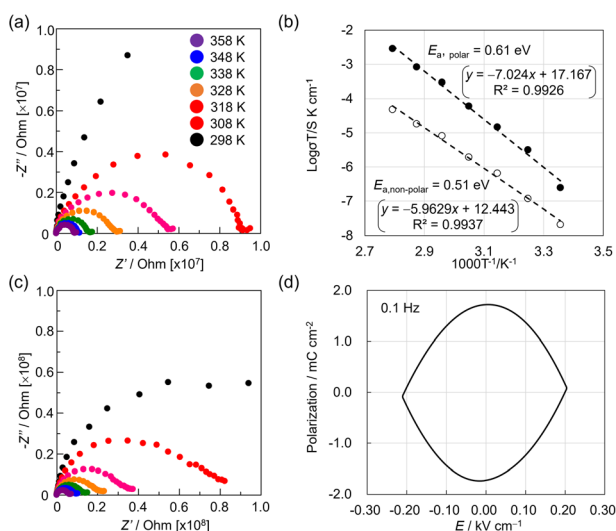 (a)
1.0
0.8
0.6
0.4
0.2
0
-Z″ / Ohm [x10⁷]
0 0.2 0.4 0.6 0.8 1.0
Z′ / Ohm [x10⁷]
358 K
348 K
338 K
328 K
318 K
308 K
298 K
(b)
-2
-3
-4
-5
-6
-7
-8
LogσT/S K cm⁻¹
Eₐ, polar = 0.61 eV
y = −7.024x + 17.167
R² = 0.9926
Eₐ,non-polar = 0.51 eV
y = -5.9629x + 12.443
R² = 0.9937
2.7 2.9 3.1 3.3 3.5
1000T⁻¹/K⁻¹
(c)
1.0
0.8
0.6
0.4
0.2
0
-Z″ / Ohm [×10⁸]
0 0.2 0.4 0.6 0.8 1.0
Z′ / Ohm [x10⁸]
(d)
0.1 Hz
2.0
1.0
0.0
-1.0
-2.0
Polarization / mC cm⁻²
-0.30 -0.20 -0.10 0.00 0.10 0.20 0.30
E / kV cm⁻¹